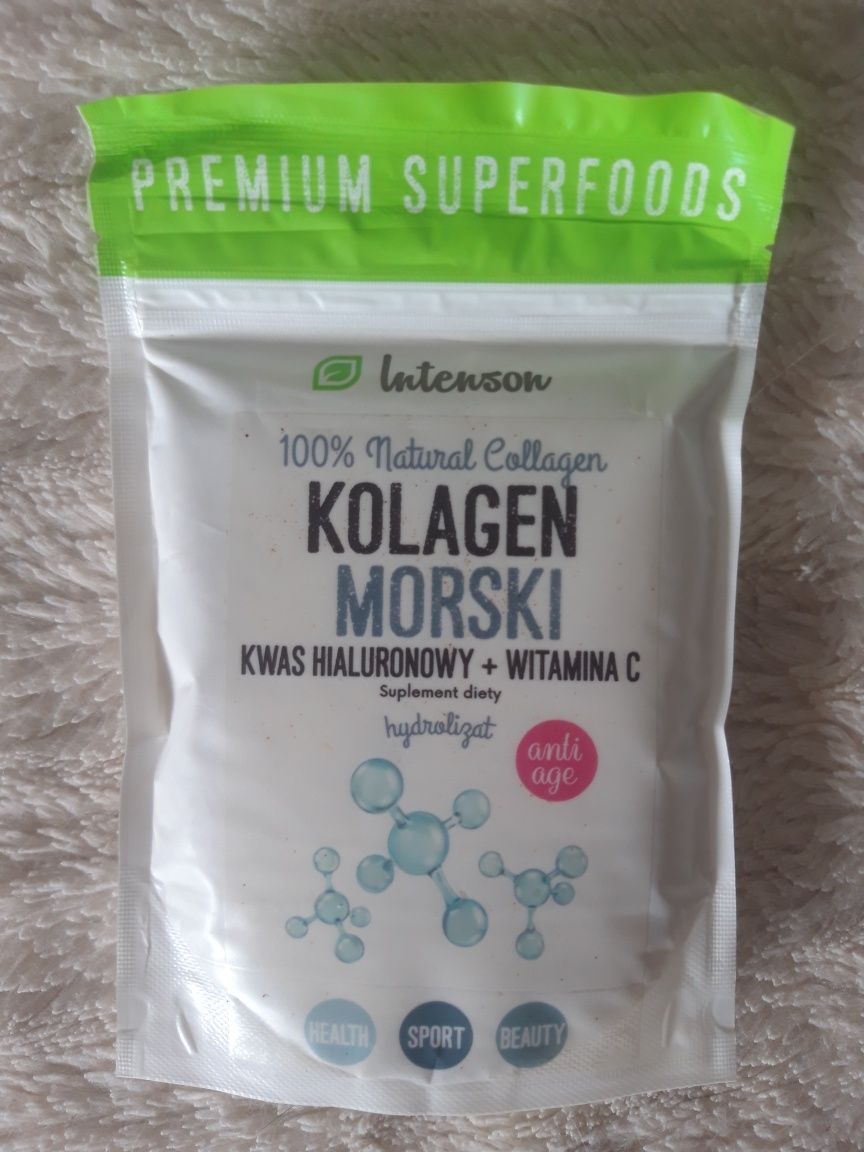 PREMIUM SUPERFOODS
Intenson
100% Natural Collagen
KOLAGEN
MORSKI
KWAS HIALURONOWY + WITAMINA C
Suplement diety
hydrolizat
anti
age
HEALTH SPORT BEAUTY